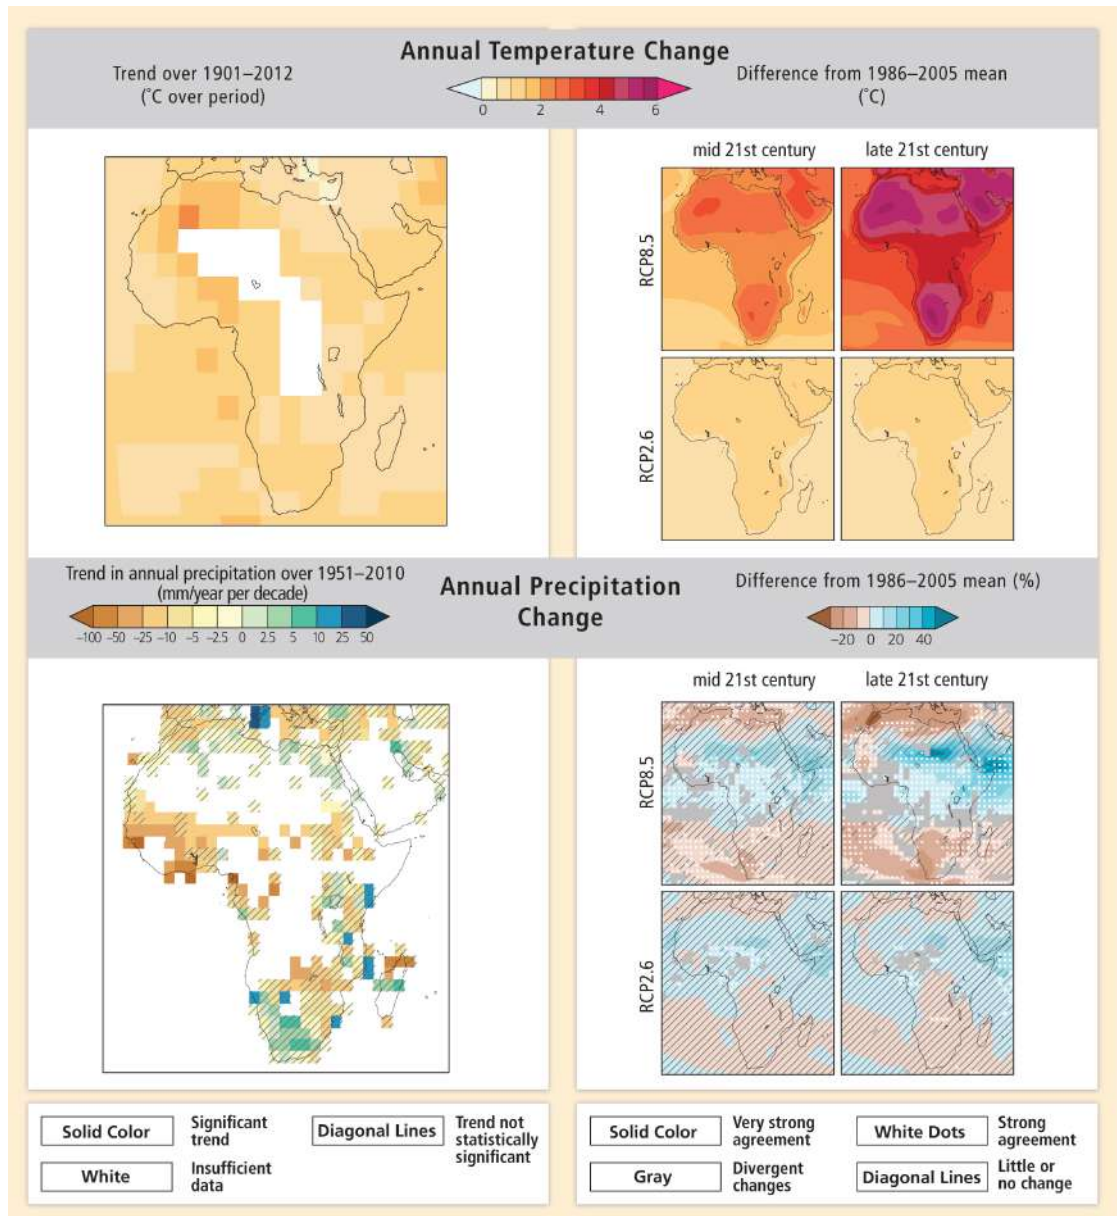 Annual Temperature Change
Trend over 1901–2012
(˚C over period)
0 2 4 6
Difference from 1986–2005 mean
(˚C)
mid 21st century late 21st century
RCP8.5
RCP2.6
Trend in annual precipitation over 1951–2010
(mm/year per decade)
–100 –50 –25 –10 –5 –2.5 0 2.5 5 10 25 50
Annual Precipitation
Change
Difference from 1986–2005 mean (%)
–20 0 20 40
mid 21st century late 21st century
RCP8.5
RCP2.6
Solid Color
Significant
trend
Diagonal Lines
Trend not
statistically
significant
White
Insufficient
data
Solid Color
Very strong
agreement
White Dots
Strong
agreement
Gray
Divergent
changes
Diagonal Lines
Little or
no change